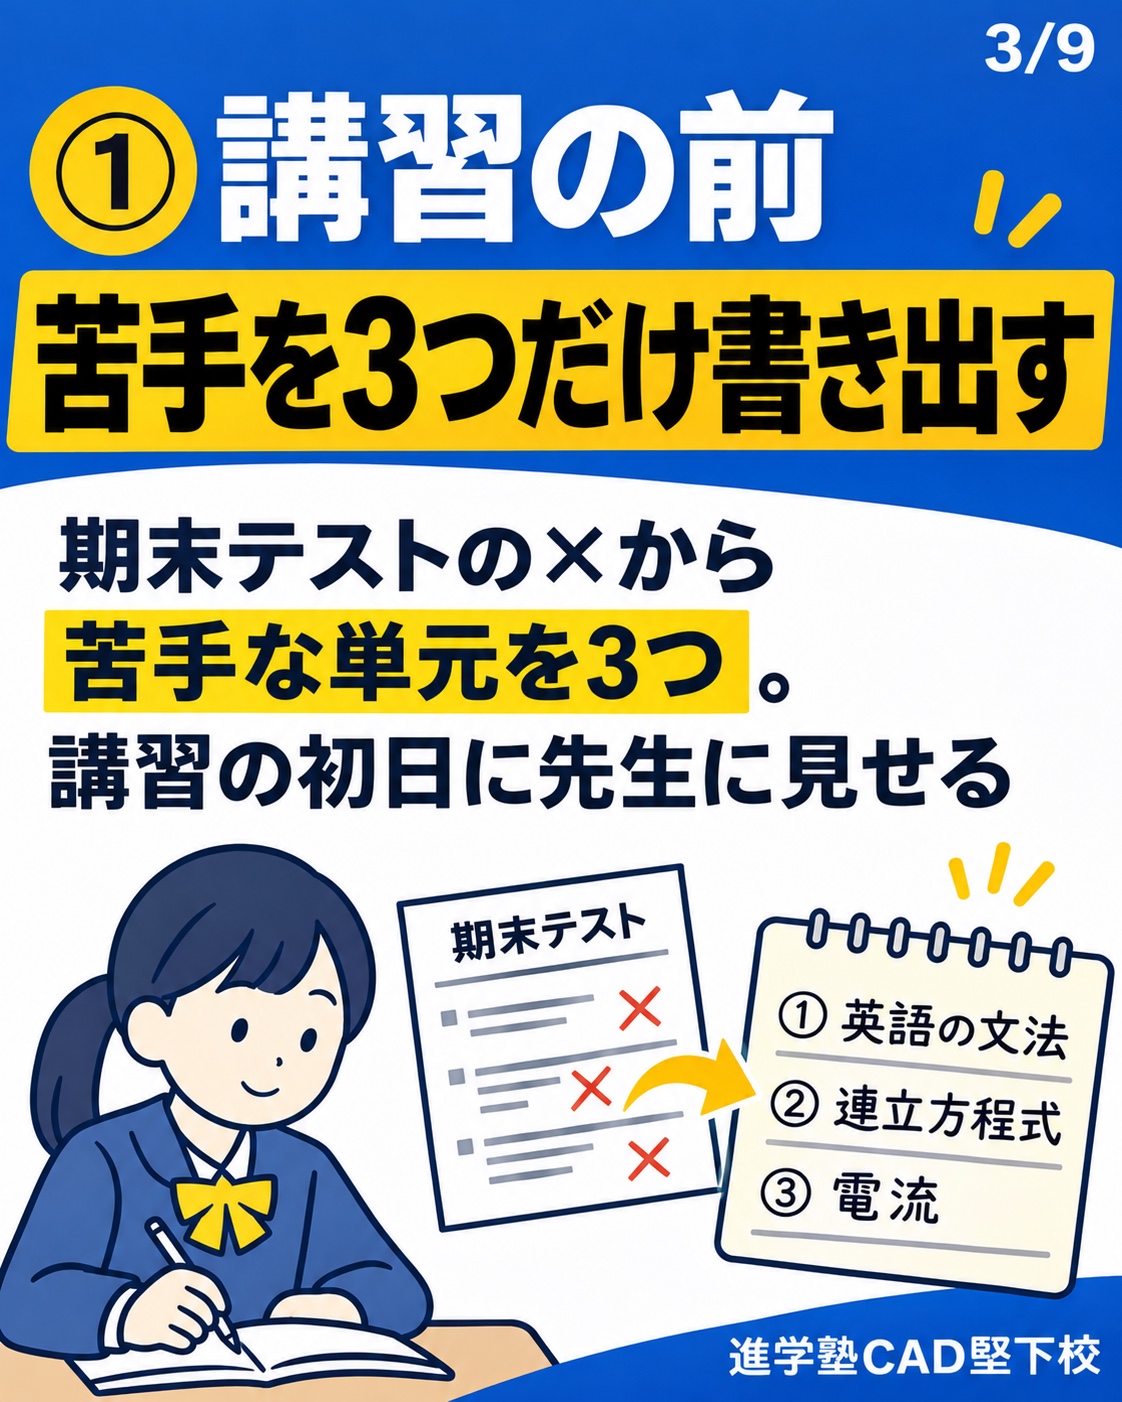 3/9
①講習の前
苦手を3つだけ書き出す
期末テストの×から
苦手な単元を3つ。
講習の初日に先生に見せる
期末テスト
①英語の文法
②連立方程式
③電流
進学塾CAD堅下校